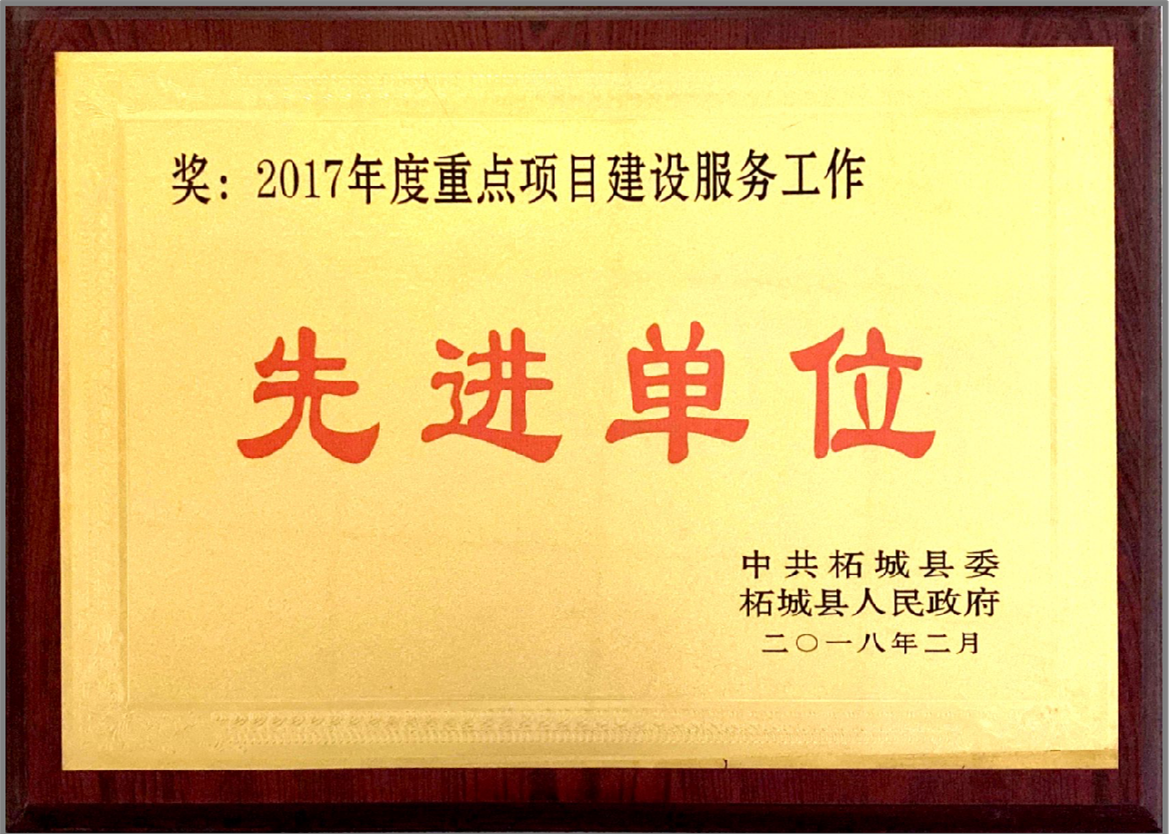 奖：2017年度重点项目建设服务工作
先进单位
中共柘城县委
柘城县人民政府
二〇一八年二月